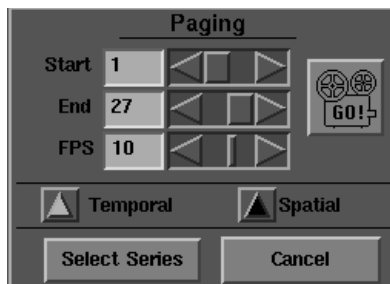 Paging
Start 1
End 27
GO!
FPS 10
Temporal Spatial
Select Series Cancel